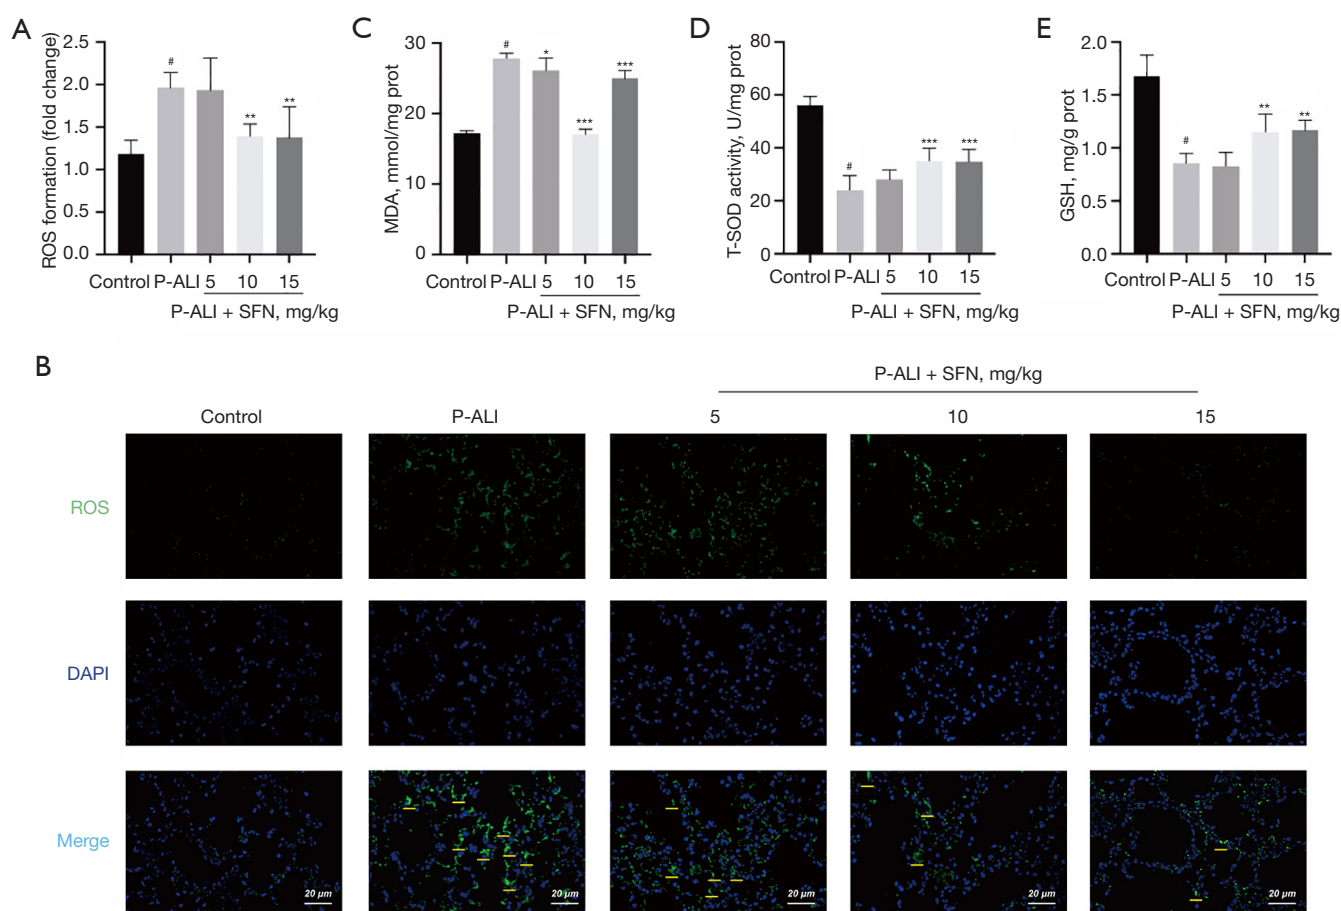 A
ROS formation (fold change)
2.5
2.0
1.5
1.0
0.5
0.0
#
**
**
Control P-ALI 5 10 15
P-ALI + SFN, mg/kg
C
MDA, mmol/mg prot
30
20
10
0
#
*
***
***
Control P-ALI 5 10 15
P-ALI + SFN, mg/kg
D
T-SOD activity, U/mg prot
80
60
40
20
0
#
***
***
Control P-ALI 5 10 15
P-ALI + SFN, mg/kg
E
GSH, mg/g prot
2.0
1.5
1.0
0.5
0.0
#
**
**
Control P-ALI 5 10 15
P-ALI + SFN, mg/kg
B
P-ALI + SFN, mg/kg
Control P-ALI 5 10 15
ROS
DAPI
Merge
20 μm
20 μm
20 μm
20 μm
20 μm